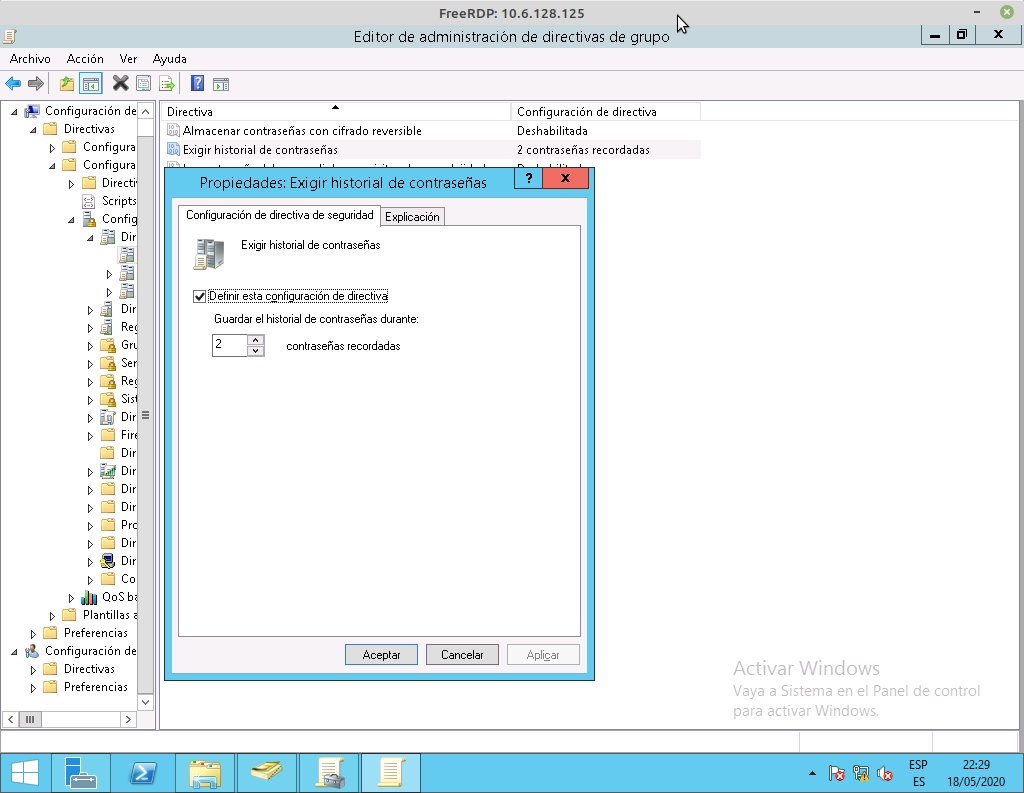 FreeRDP: 10.6.128.125
Editor de administración de directivas de grupo
Archivo Acción Ver Ayuda
Directiva Configuración de directiva
Almacenar contraseñas con cifrado reversible Deshabilitada
Exigir historial de contraseñas 2 contraseñas recordadas
Configuración de
Directivas
Configura
Configura
Directi
Scripts
Config
Dir
Dir
Reg
Gru
Ser
Reg
Sist
Dir
Fire
Dir
Dir
Dir
Dir
Pro
Dir
Dir
Co
QoS ba
Plantillas a
Preferencias
Configuración de
Directivas
Preferencias
Propiedades: Exigir historial de contraseñas
? x
Configuración de directiva de seguridad Explicación
Exigir historial de contraseñas
Definir esta configuración de directiva
Guardar el historial de contraseñas durante:
2 contraseñas recordadas
Aceptar Cancelar Aplicar
Activar Windows
Vaya a Sistema en el Panel de control
para activar Windows.
ESP 22:29
ES 18/05/2020